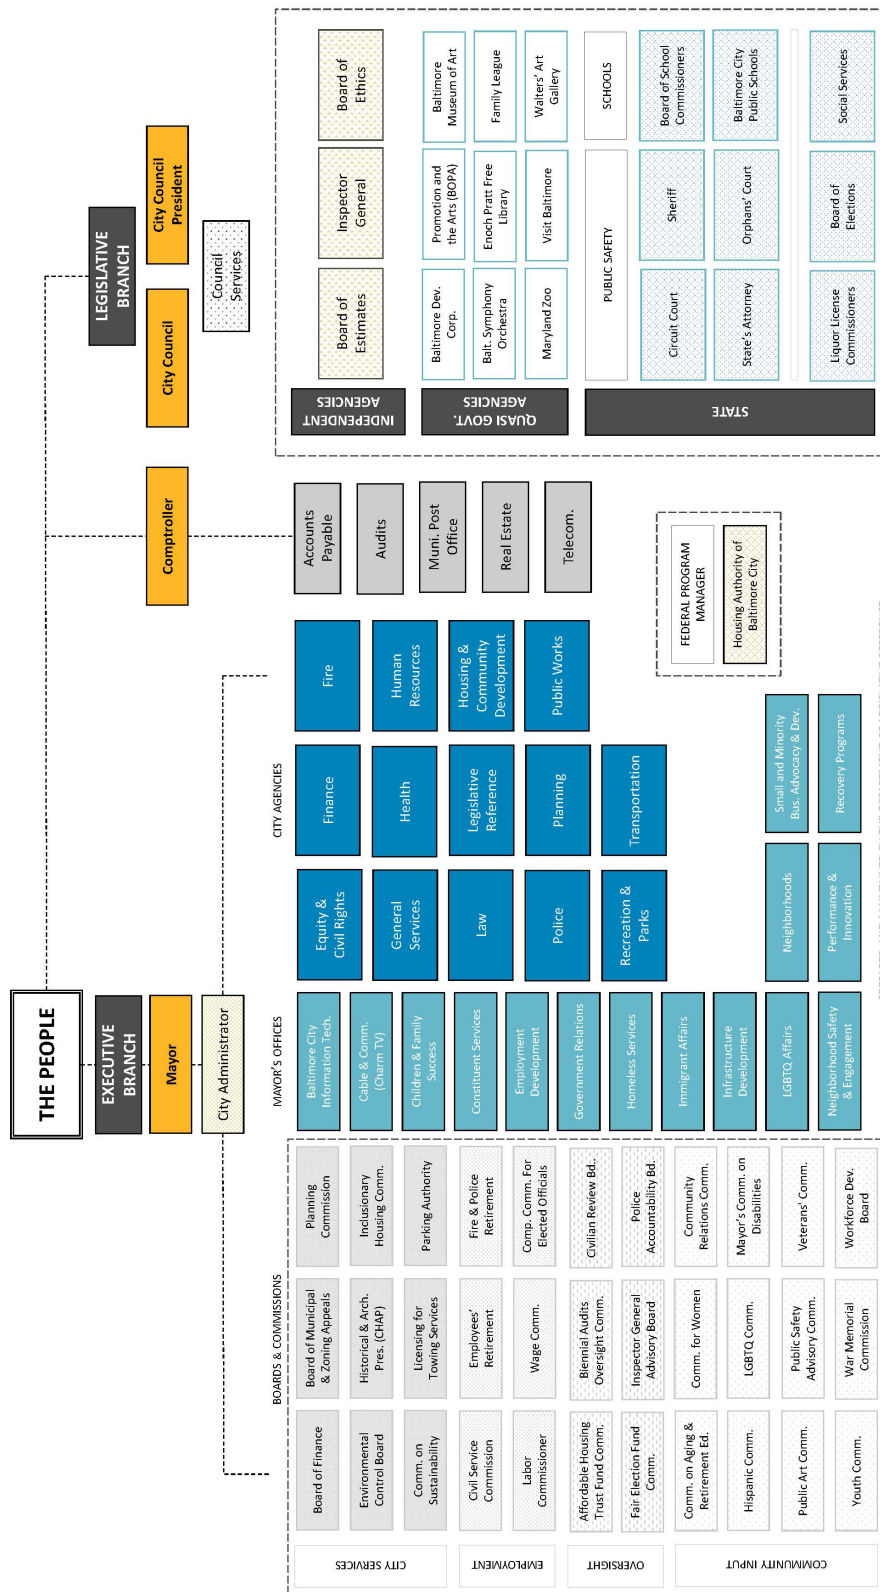 THE PEOPLE
EXECUTIVE
BRANCH
Mayor
City Administrator
LEGISLATIVE
BRANCH
Comptroller
City Council
City Council
President
Council
Services
BOARDS & COMMISSIONS
CITY SERVICES
Board of Finance
Board of Municipal
& Zoning Appeals
Planning
Commission
Environmental
Control Board
Historical & Arch.
Pres. (CHAP)
Inclusionary
Housing Comm.
Comm. on
Sustainability
Licensing for
Towing Services
Parking Authority
EMPLOYMENT
Civil Service
Commission
Employees'
Retirement
Fire & Police
Retirement
Labor
Commissioner
Wage Comm.
Comp. Comm. For
Elected Officials
OVERSIGHT
Affordable Housing
Trust Fund Comm.
Biennial Audits
Oversight Comm.
Civilian Review Bd..
Fair Election Fund
Comm.
Inspector General
Advisory Board
Police
Accountability Bd.
COMMUNITY INPUT
Comm. on Aging &
Retirement Ed.
Comm. for Women
Community
Relations Comm.
Hispanic Comm.
LGBTQ Comm.
Mayor's Comm. on
Disabilities
Public Art Comm.
Public Safety
Advisory Comm.
Veterans' Comm.
Youth Comm.
War Memorial
Commission
Workforce Dev.
Board
MAYOR'S OFFICES
Baltimore City
Information Tech.
Cable & Comm.
(Charm TV)
Children & Family
Success
Constituent Services
Employment
Development
Government Relations
Homeless Services
Immigrant Affairs
Infrastructure
Development
LGBTQ Affairs
Neighborhoods
Small and Minority
Bus. Advocacy & Dev.
Neighborhood Safety
& Engagement
Performance &
Innovation
Recovery Programs
CITY AGENCIES
Equity &
Civil Rights
Finance
Fire
General
Services
Health
Human
Resources
Law
Legislative
Reference
Housing &
Community
Development
Police
Planning
Public Works
Recreation &
Parks
Transportation
Accounts
Payable
Audits
Muni. Post
Office
Real Estate
Telecom.
FEDERAL PROGRAM
MANAGER
Housing Authority of
Baltimore City
INDEPENDENT
AGENCIES
Board of
Estimates
Inspector
General
Board of
Ethics
QUASI GOVT.
AGENCIES
Baltimore Dev.
Corp.
Promotion and
the Arts (BOPA)
Baltimore
Museum of Art
Balt. Symphony
Orchestra
Enoch Pratt Free
Library
Family League
Maryland Zoo
Visit Baltimore
Walters' Art
Gallery
STATE
PUBLIC SAFETY
SCHOOLS
Circuit Court
Sheriff
Board of School
Commissioners
State's Attorney
Orphans' Court
Baltimore City
Public Schools
Liquor License
Commissioners
Board of
Elections
Social Services